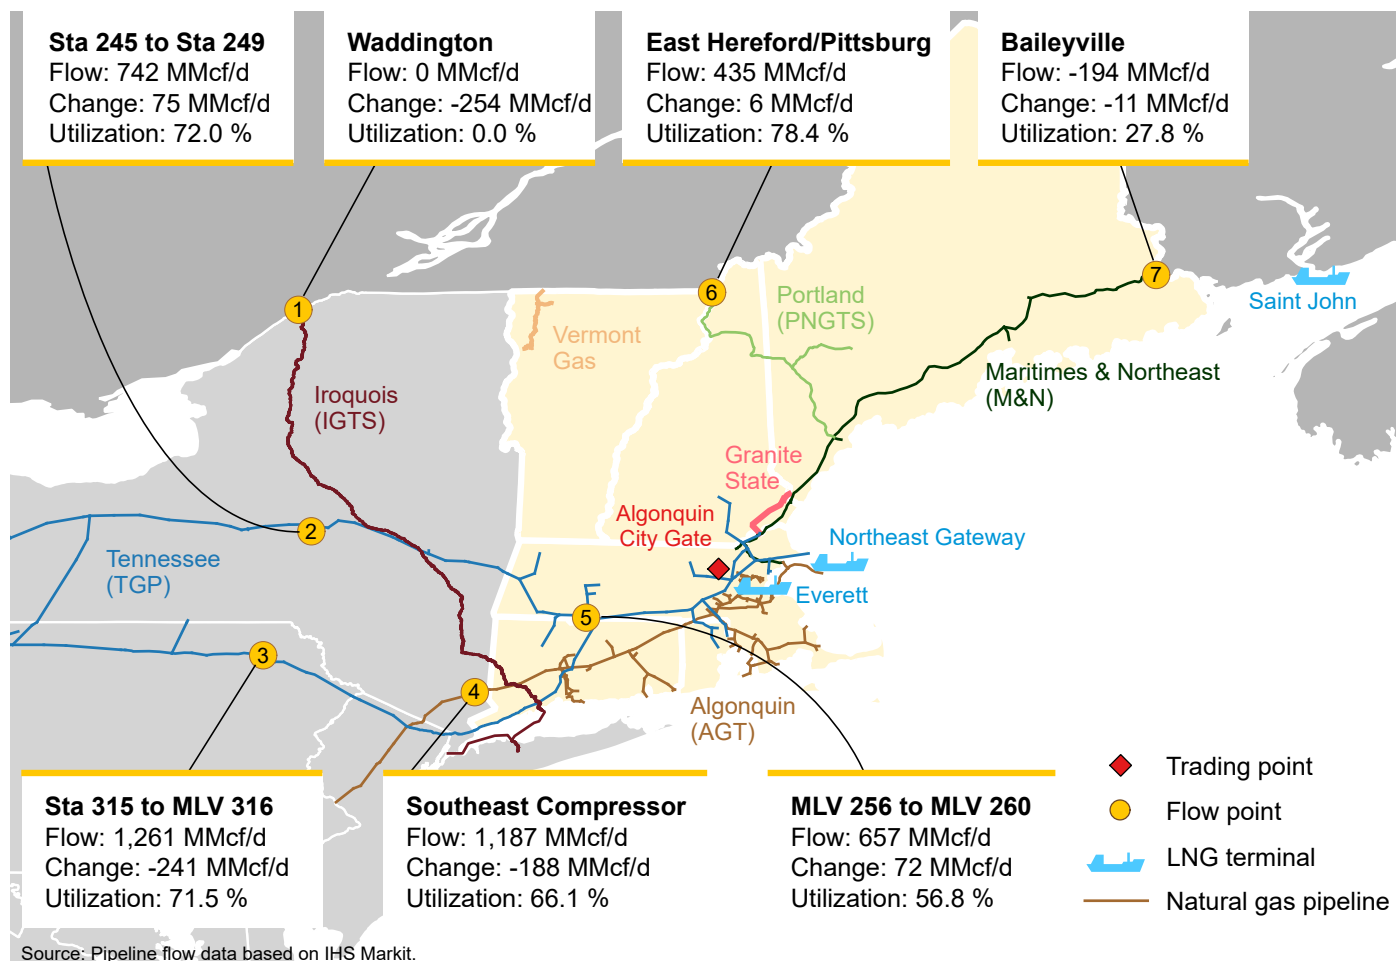 Sta 245 to Sta 249
Flow: 742 MMcf/d
Change: 75 MMcf/d
Utilization: 72.0 %
Waddington
Flow: 0 MMcf/d
Change: -254 MMcf/d
Utilization: 0.0 %
East Hereford/Pittsburg
Flow: 435 MMcf/d
Change: 6 MMcf/d
Utilization: 78.4 %
Baileyville
Flow: -194 MMcf/d
Change: -11 MMcf/d
Utilization: 27.8 %
1
6
7
Saint John
Portland
(PNGTS)
Vermont
Gas
Maritimes & Northeast
(M&N)
Iroquois
(IGTS)
Granite
State
Algonquin
City Gate
2
Northeast Gateway
Tennessee
(TGP)
Everett
5
3
4
Algonquin
(AGT)
Sta 315 to MLV 316
Flow: 1,261 MMcf/d
Change: -241 MMcf/d
Utilization: 71.5 %
Southeast Compressor
Flow: 1,187 MMcf/d
Change: -188 MMcf/d
Utilization: 66.1 %
MLV 256 to MLV 260
Flow: 657 MMcf/d
Change: 72 MMcf/d
Utilization: 56.8 %
Trading point
Flow point
LNG terminal
Natural gas pipeline
Source: Pipeline flow data based on IHS Markit.